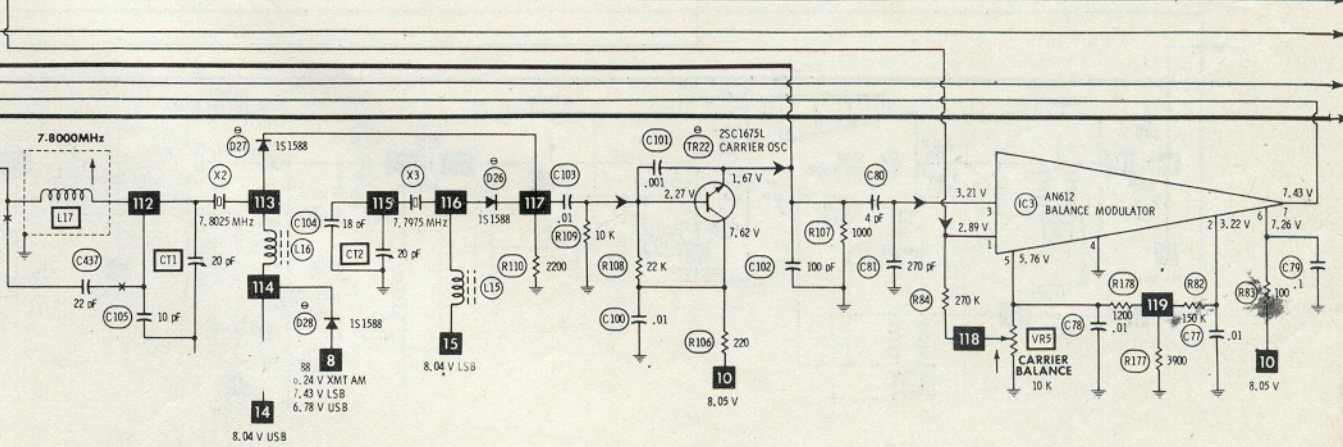 7.8000MHz
L17
112
C437
22 pF
C105
10 pF
CT1
20 pF
X2
7.8025 MHz
D27
1S1588
113
L16
114
D28
1S1588
8
.24 V XMT AM
7.43 V LSB
6.78 V USB
14
8.04 V USB
C104
18 pF
115
CT2
20 pF
X3
7.7975 MHz
116
L15
15
8.04 V LSB
D26
1S1588
117
R110
2200
C103
.01
R109
10 K
C101
.001
R108
22 K
C100
.01
TR22
2SC1675L
CARRIER OSC
1.67 V
2.27 V
7.62 V
R106
220
10
8.05 V
C102
100 pF
R107
1000
C80
4 pF
C81
270 pF
R84
270 K
118
3.21 V
3
2.89 V
1
IC3
AN612
BALANCE MODULATOR
5
5.76 V
4
2
3.22 V
6
7
7.43 V
7.26 V
VR5
CARRIER
BALANCE
10 K
C78
.01
R178
1200
119
R177
3900
R82
150 K
C77
.01
R83
100
10
8.05 V
C79
.1